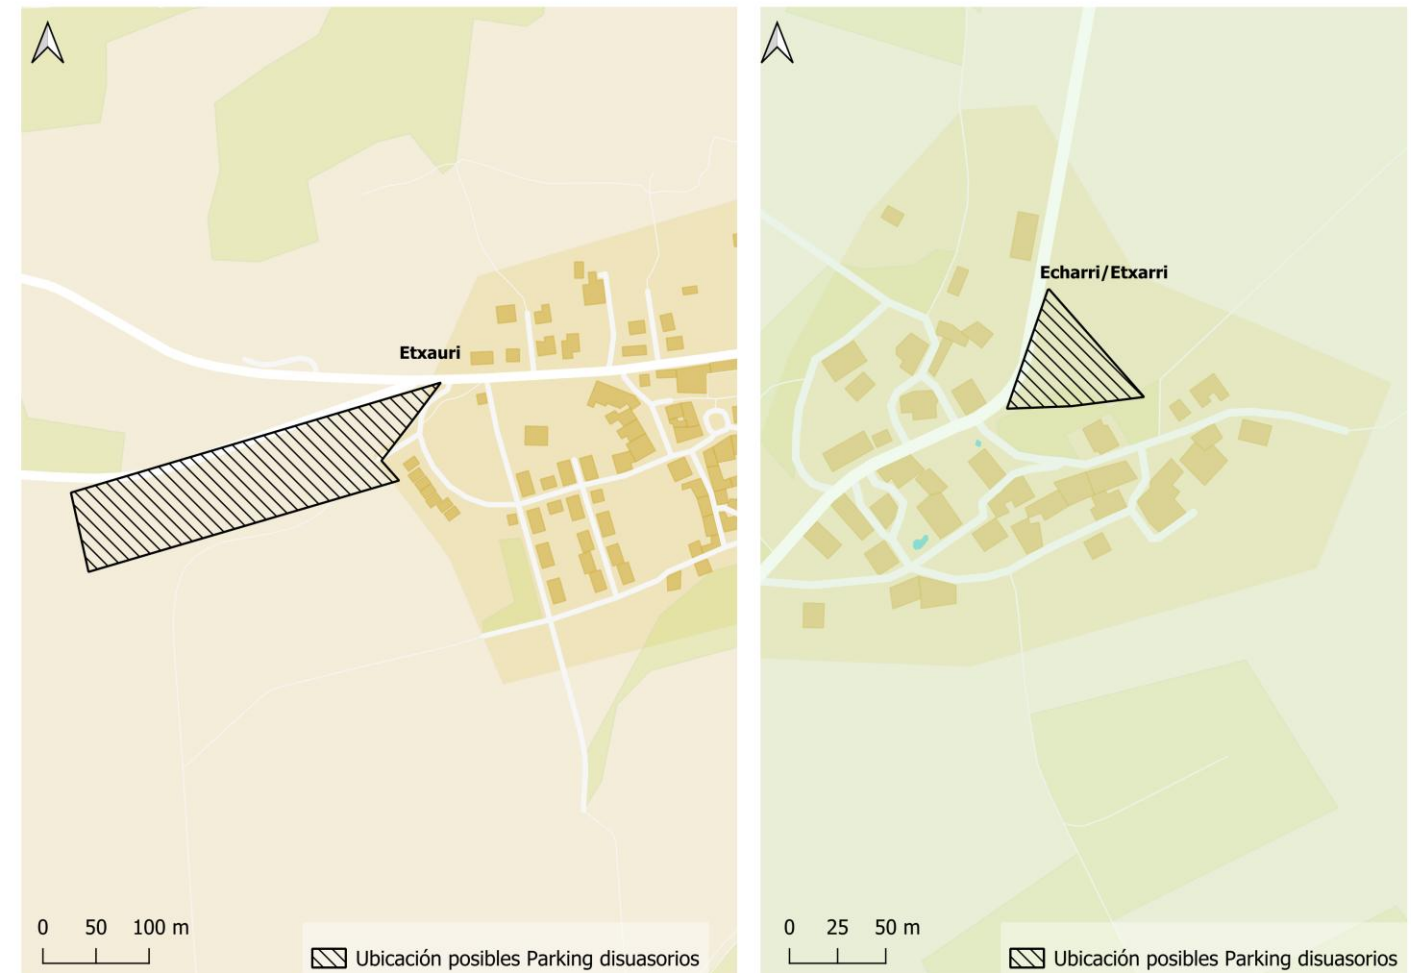 Etxauri
0 50 100 m
Ubicación posibles Parking disuasorios
Echarri/Etxarri
0 25 50 m
Ubicación posibles Parking disuasorios